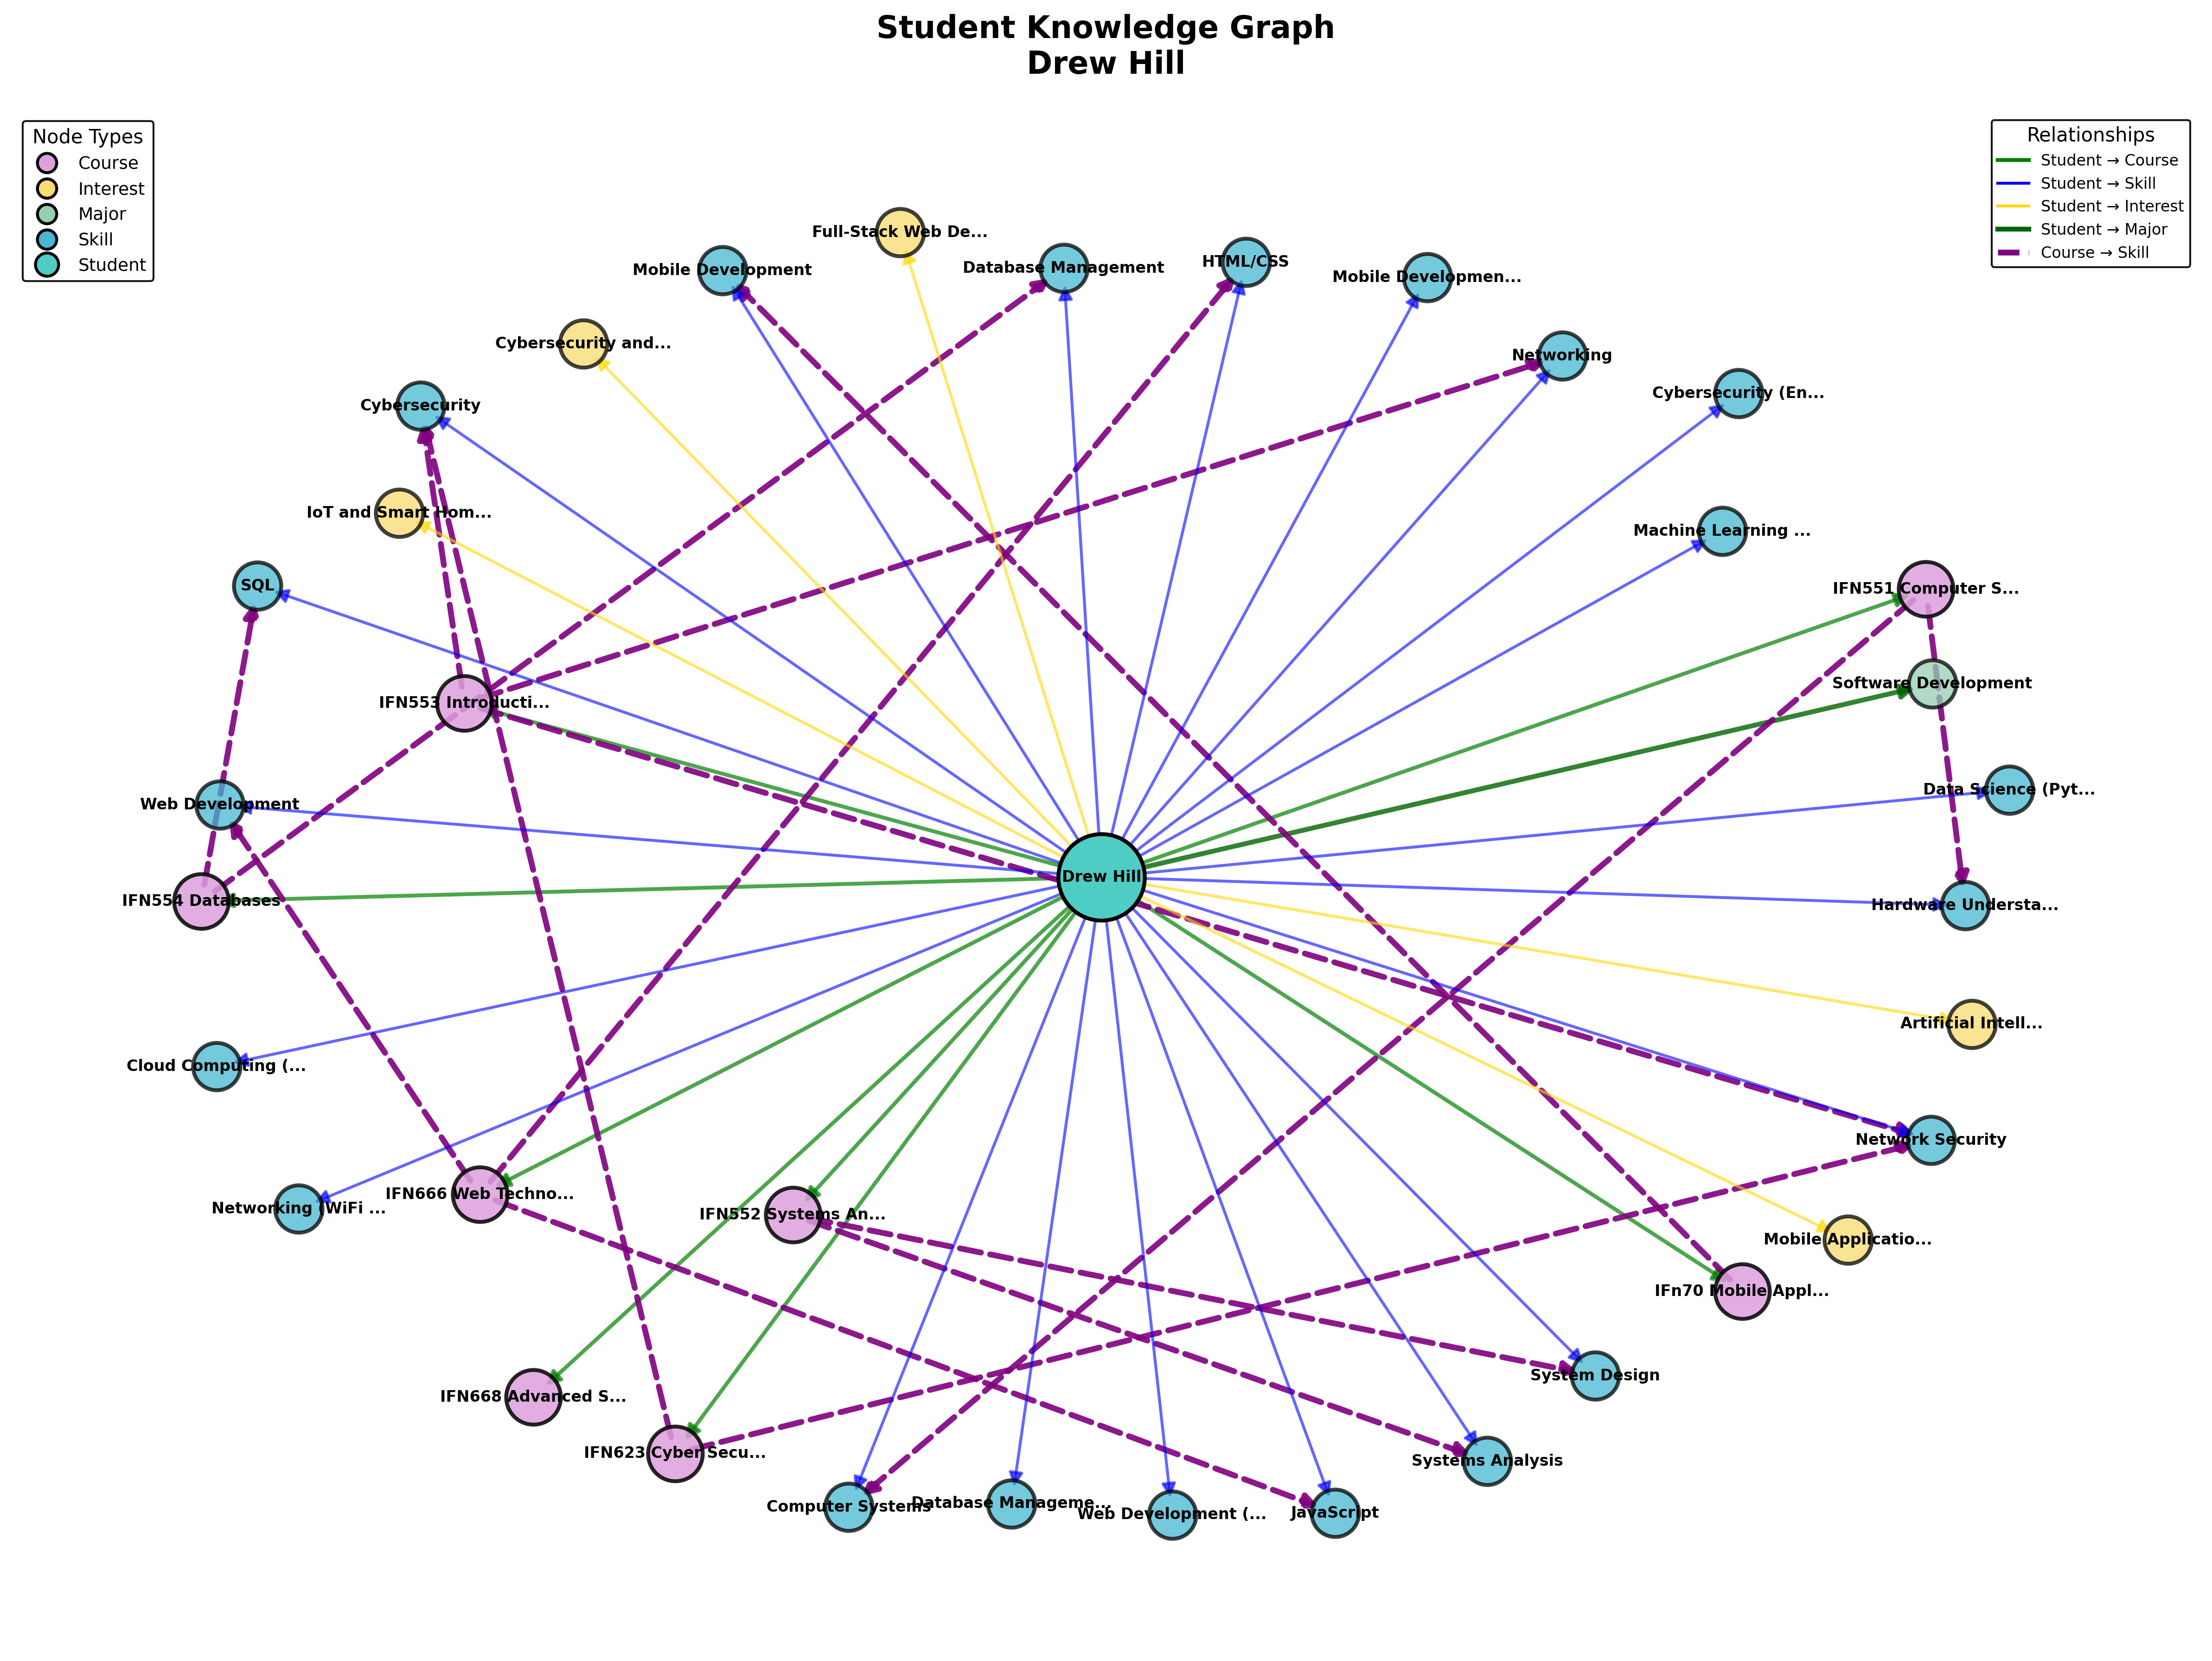 Student Knowledge Graph
Drew Hill
Node Types
Course
Interest
Major
Skill
Student
Relationships
Student → Course
Student → Skill
Student → Interest
Student → Major
Course → Skill
Full-Stack Web De...
Mobile Development
Database Management
HTML/CSS
Mobile Developmen...
Cybersecurity and...
Networking
Cybersecurity (En...
Cybersecurity
IoT and Smart Hom...
Machine Learning ...
SQL
IFN551 Computer S...
Software Development
IFN553 Introducti...
Web Development
Data Science (Pyt...
Drew Hill
IFN554 Databases
Hardware Understa...
Artificial Intell...
Cloud Computing (...
Network Security
IFN666 Web Techno...
Networking (WiFi ...
IFN552 Systems An...
Mobile Applicatio...
IFn70 Mobile Appl...
System Design
IFN668 Advanced S...
IFN623 Cyber Secu...
Systems Analysis
Computer Systems
Database Manageme...
Web Development (...
JavaScript